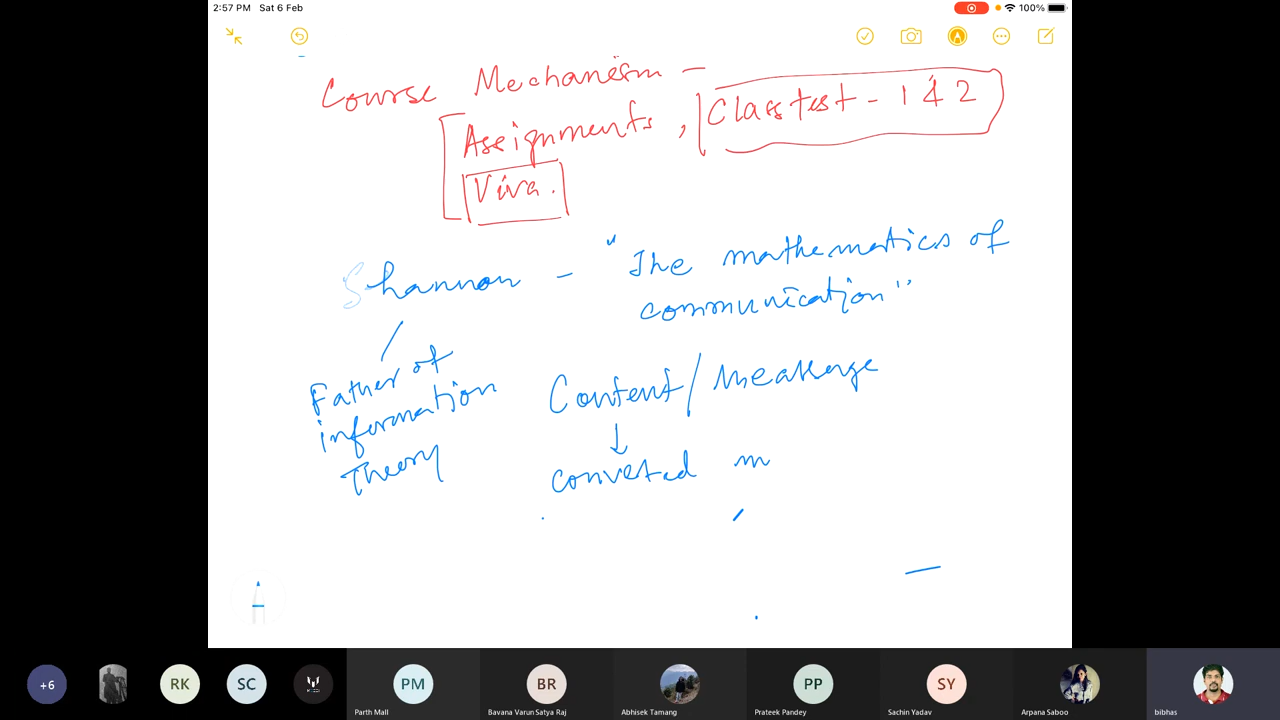 2:57 PM Sat 6 Feb
100%
Course Mechanism -
Assignments, Class test - 1 & 2
Viva.
Shannon - "The mathematics of
communication"
Father of
information
Theory
Content/
converted
+6
RK
SC
PM
BR
PP
SY
Parth Mall
Bavana Varun Satya Raj
Abhisek Tamang
Prateek Pandey
Sachin Yadav
Arpana Saboo
bibhas